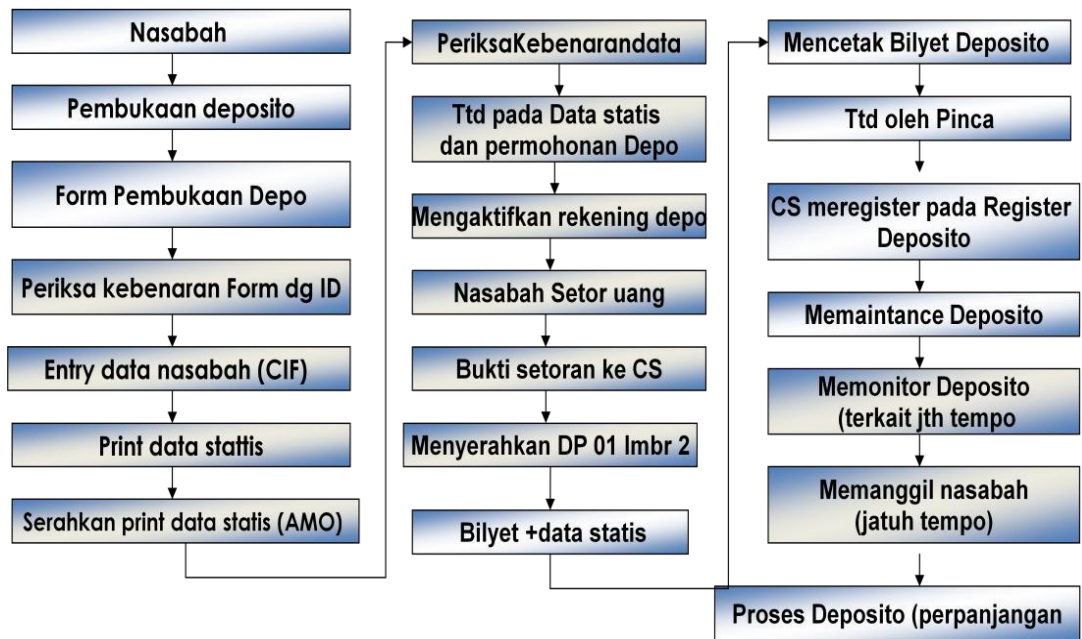 Nasabah
Pembukaan deposito
Form Pembukaan Depo
Periksa kebenaran Form dg ID
Entry data nasabah (CIF)
Print data stattis
Serahkan print data statis (AMO)
PeriksaKebenarandata
Ttd pada Data statis
dan permohonan Depo
Mengaktifkan rekening depo
Nasabah Setor uang
Bukti setoran ke CS
Menyerahkan DP 01 lmbr 2
Bilyet +data statis
Mencetak Bilyet Deposito
Ttd oleh Pinca
CS meregister pada Register
Deposito
Memaintance Deposito
Memonitor Deposito
(terkait jth tempo
Memanggil nasabah
(jatuh tempo)
Proses Deposito (perpanjangan